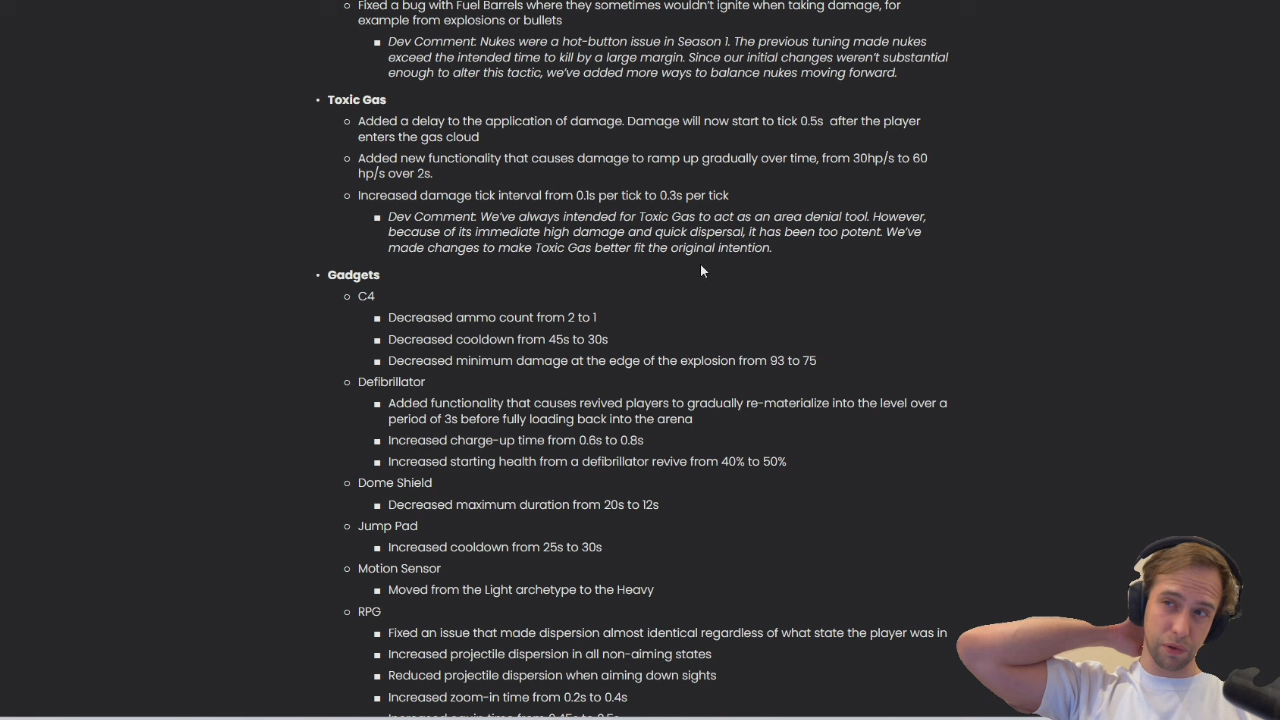 Fixed a bug with Fuel Barrels where they sometimes wouldn't ignite when taking damage, for
example from explosions or bullets
Dev Comment: Nukes were a hot-button issue in Season 1. The previous tuning made nukes
exceed the intended time to kill by a large margin. Since our initial changes weren't substantial
enough to alter this tactic, we've added more ways to balance nukes moving forward.
Toxic Gas
Added a delay to the application of damage. Damage will now start to tick 0.5s after the player
enters the gas cloud
Added new functionality that causes damage to ramp up gradually over time, from 30hp/s to 60
hp/s over 2s.
Increased damage tick interval from 0.1s per tick to 0.3s per tick
Dev Comment: We've always intended for Toxic Gas to act as an area denial tool. However,
because of its immediate high damage and quick dispersal, it has been too potent. We've
made changes to make Toxic Gas better fit the original intention.
Gadgets
C4
Decreased ammo count from 2 to 1
Decreased cooldown from 45s to 30s
Decreased minimum damage at the edge of the explosion from 93 to 75
Defibrillator
Added functionality that causes revived players to gradually re-materialize into the level over a
period of 3s before fully loading back into the arena
Increased charge-up time from 0.6s to 0.8s
Increased starting health from a defibrillator revive from 40% to 50%
Dome Shield
Decreased maximum duration from 20s to 12s
Jump Pad
Increased cooldown from 25s to 30s
Motion Sensor
Moved from the Light archetype to the Heavy
RPG
Fixed an issue that made dispersion almost identical regardless of what state the player was in
Increased projectile dispersion in all non-aiming states
Reduced projectile dispersion when aiming down sights
Increased zoom-in time from 0.2s to 0.4s